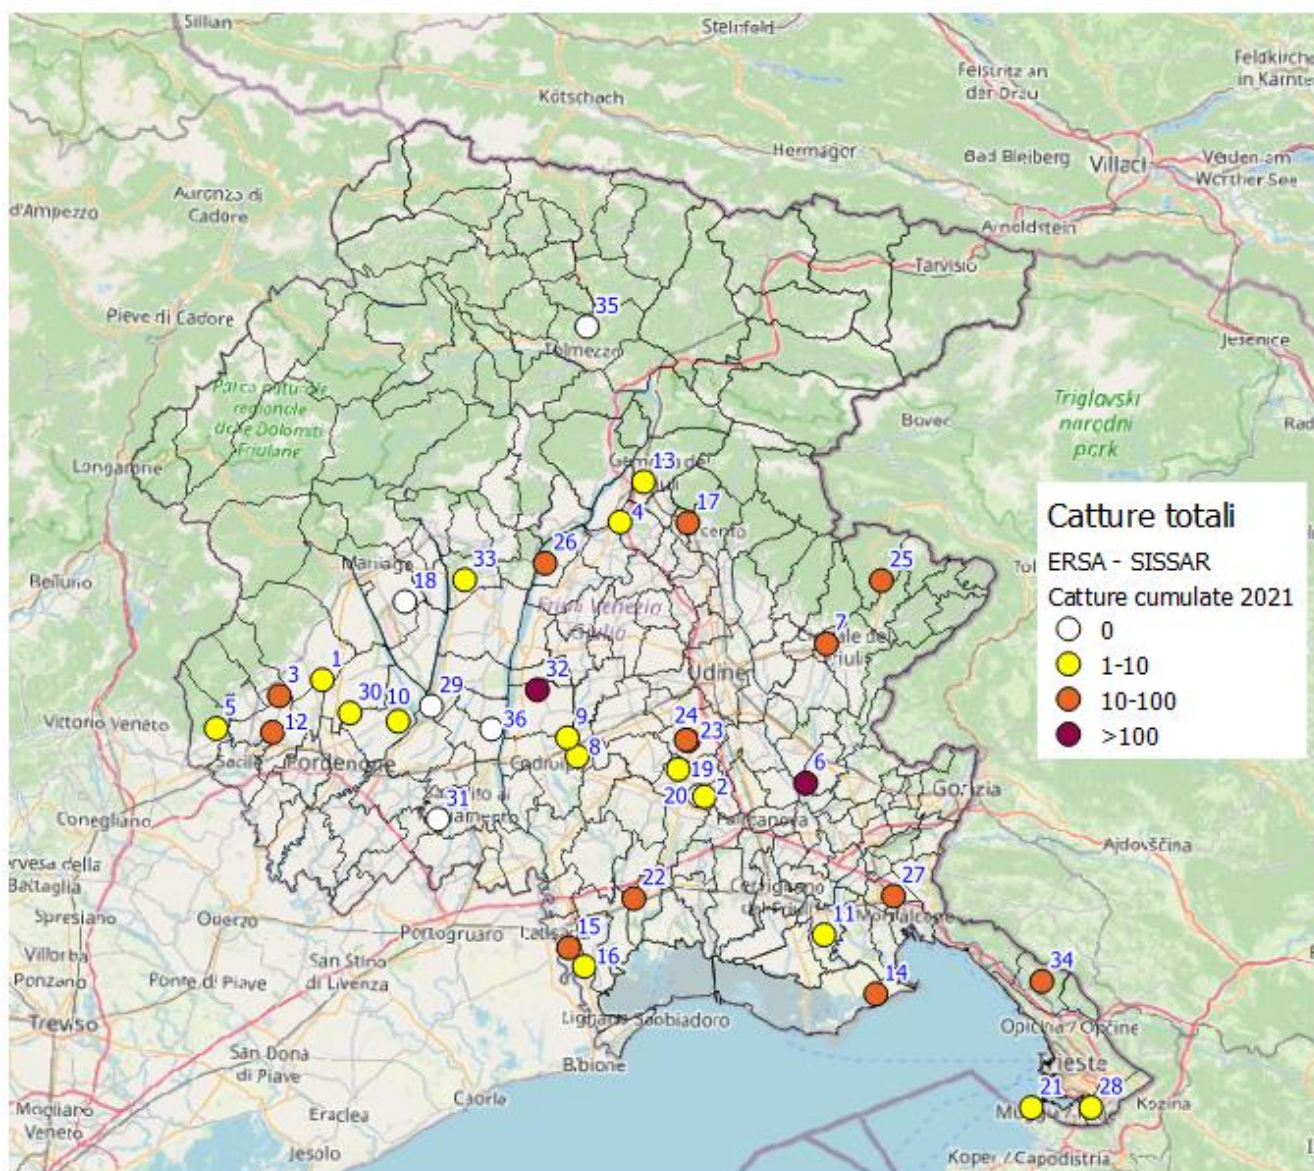 Sillian
Steinfeld
Feldkirche
in Kärnte
Feistritz an
der Drau
Kötschach
Hermagor
Bad Bleiberg
Villach
Velden am
Wörther See
Auronzo di
Cadore
d'Ampezzo
Arnoldstein
Tarvisio
Pieve di Cadore
35
Tolmezzo
Jesenice
Parco naturale
regionale
delle Dolomiti
Friulane
Bovec
Triglavski
narodni
park
Longarone
13
4
17
Catture totali
ERSA - SISSAR
Catture cumulate 2021
0
1-10
10-100
>100
Belluno
Maniago
18
33
26
25
Friuli Venezia
Giulia
7
Udine
1
3
30
10
29
32
5
12
36
9
8
24
23
19
20
2
6
Vittorio Veneto
Sacile
Pordenone
Codroipo
Palmanova
Gorizia
31
Conegliano
Ajdovščina
Battaglia
Spresiano
Oderzo
Portogruaro
22
27
Monfalcone
15
16
11
14
34
Villorba
Ponzano
Ponte di Piave
San Stino
di Livenza
Treviso
Lignano Sabbiadoro
Opicina / Opčine
Trieste
San Donà
di Piave
Bibione
Caorle
21
28
Kozina
Mogliano
Veneto
Eraclea
Jesolo
Koper / Capodistria